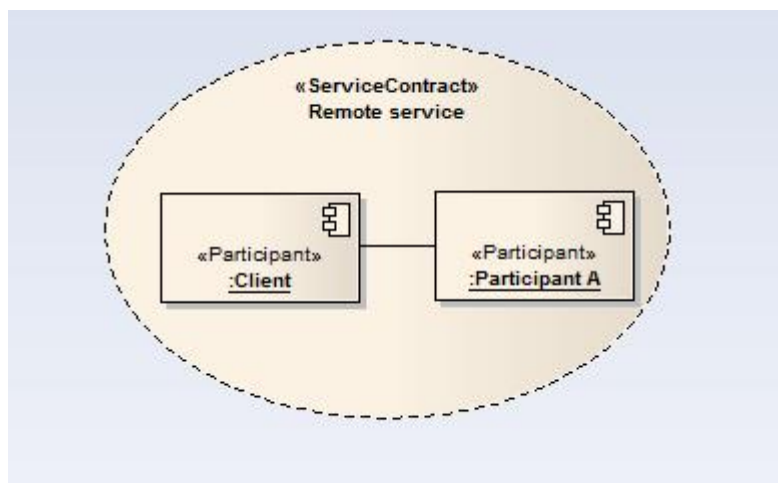 «ServiceContract»
Remote service
«Participant»
:Client
«Participant»
:Participant A